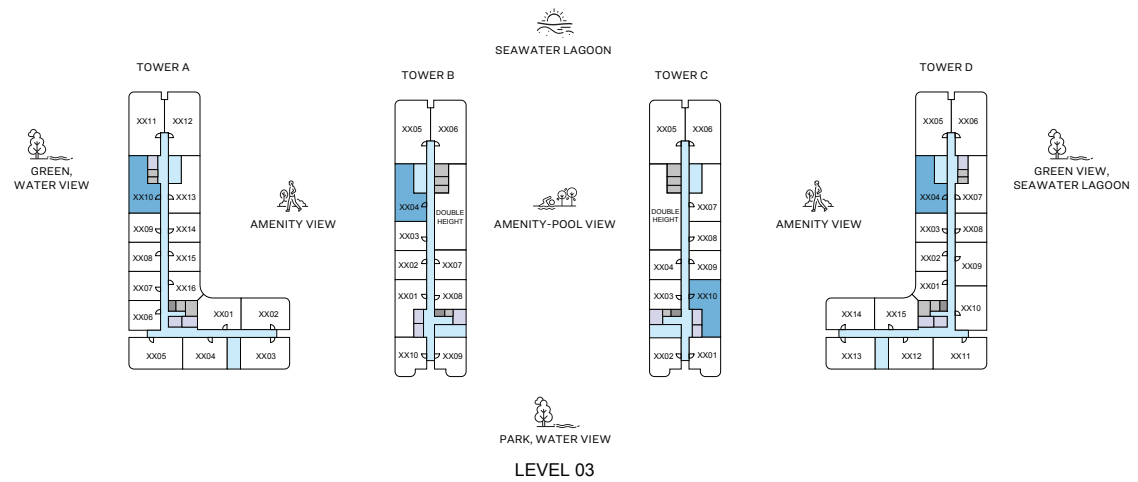 SEAWATER LAGOON
TOWER A
TOWER B
TOWER C
TOWER D
GREEN,
WATER VIEW
AMENITY VIEW
AMENITY-POOL VIEW
AMENITY VIEW
GREEN VIEW,
SEAWATER LAGOON
XX11
XX12
XX10
XX13
XX09
XX14
XX08
XX15
XX07
XX16
XX06
XX01
XX02
XX05
XX04
XX03
XX05
XX06
XX04
DOUBLE
HEIGHT
XX03
XX02
XX07
XX01
XX08
XX10
XX09
XX05
XX06
XX07
DOUBLE
HEIGHT
XX08
XX04
XX09
XX03
XX10
XX02
XX01
XX05
XX06
XX04
XX07
XX03
XX08
XX02
XX09
XX01
XX10
XX14
XX15
XX13
XX12
XX11
PARK, WATER VIEW
LEVEL 03